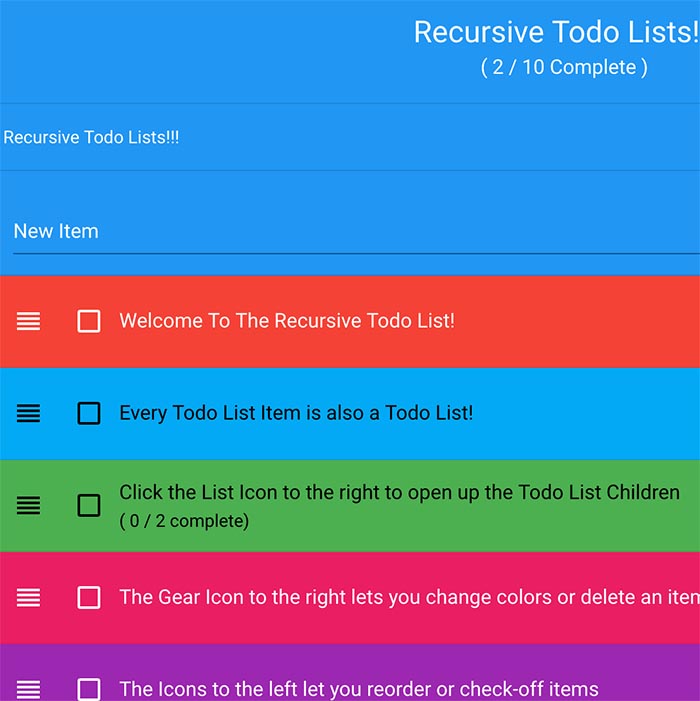 Recursive Todo Lists!
( 2 / 10 Complete )
Recursive Todo Lists!!!
New Item
Welcome To The Recursive Todo List!
Every Todo List Item is also a Todo List!
Click the List Icon to the right to open up the Todo List Children
( 0 / 2 complete)
The Gear Icon to the right lets you change colors or delete an item
The Icons to the left let you reorder or check-off items